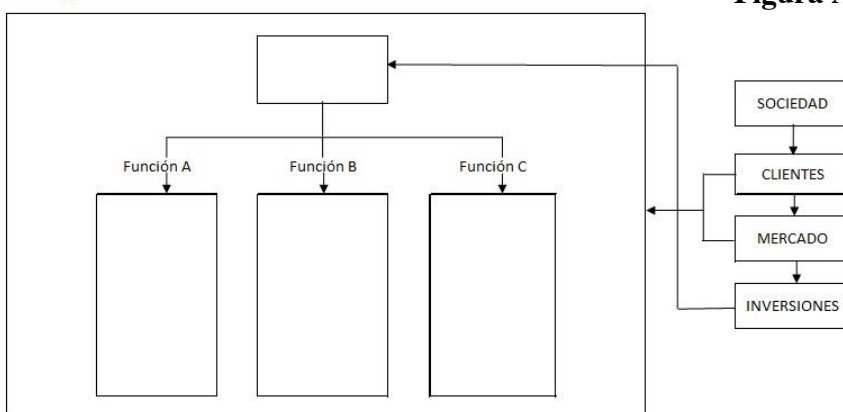 Figura
SOCIEDAD
Función A
Función B
Función C
CLIENTES
MERCADO
INVERSIONES